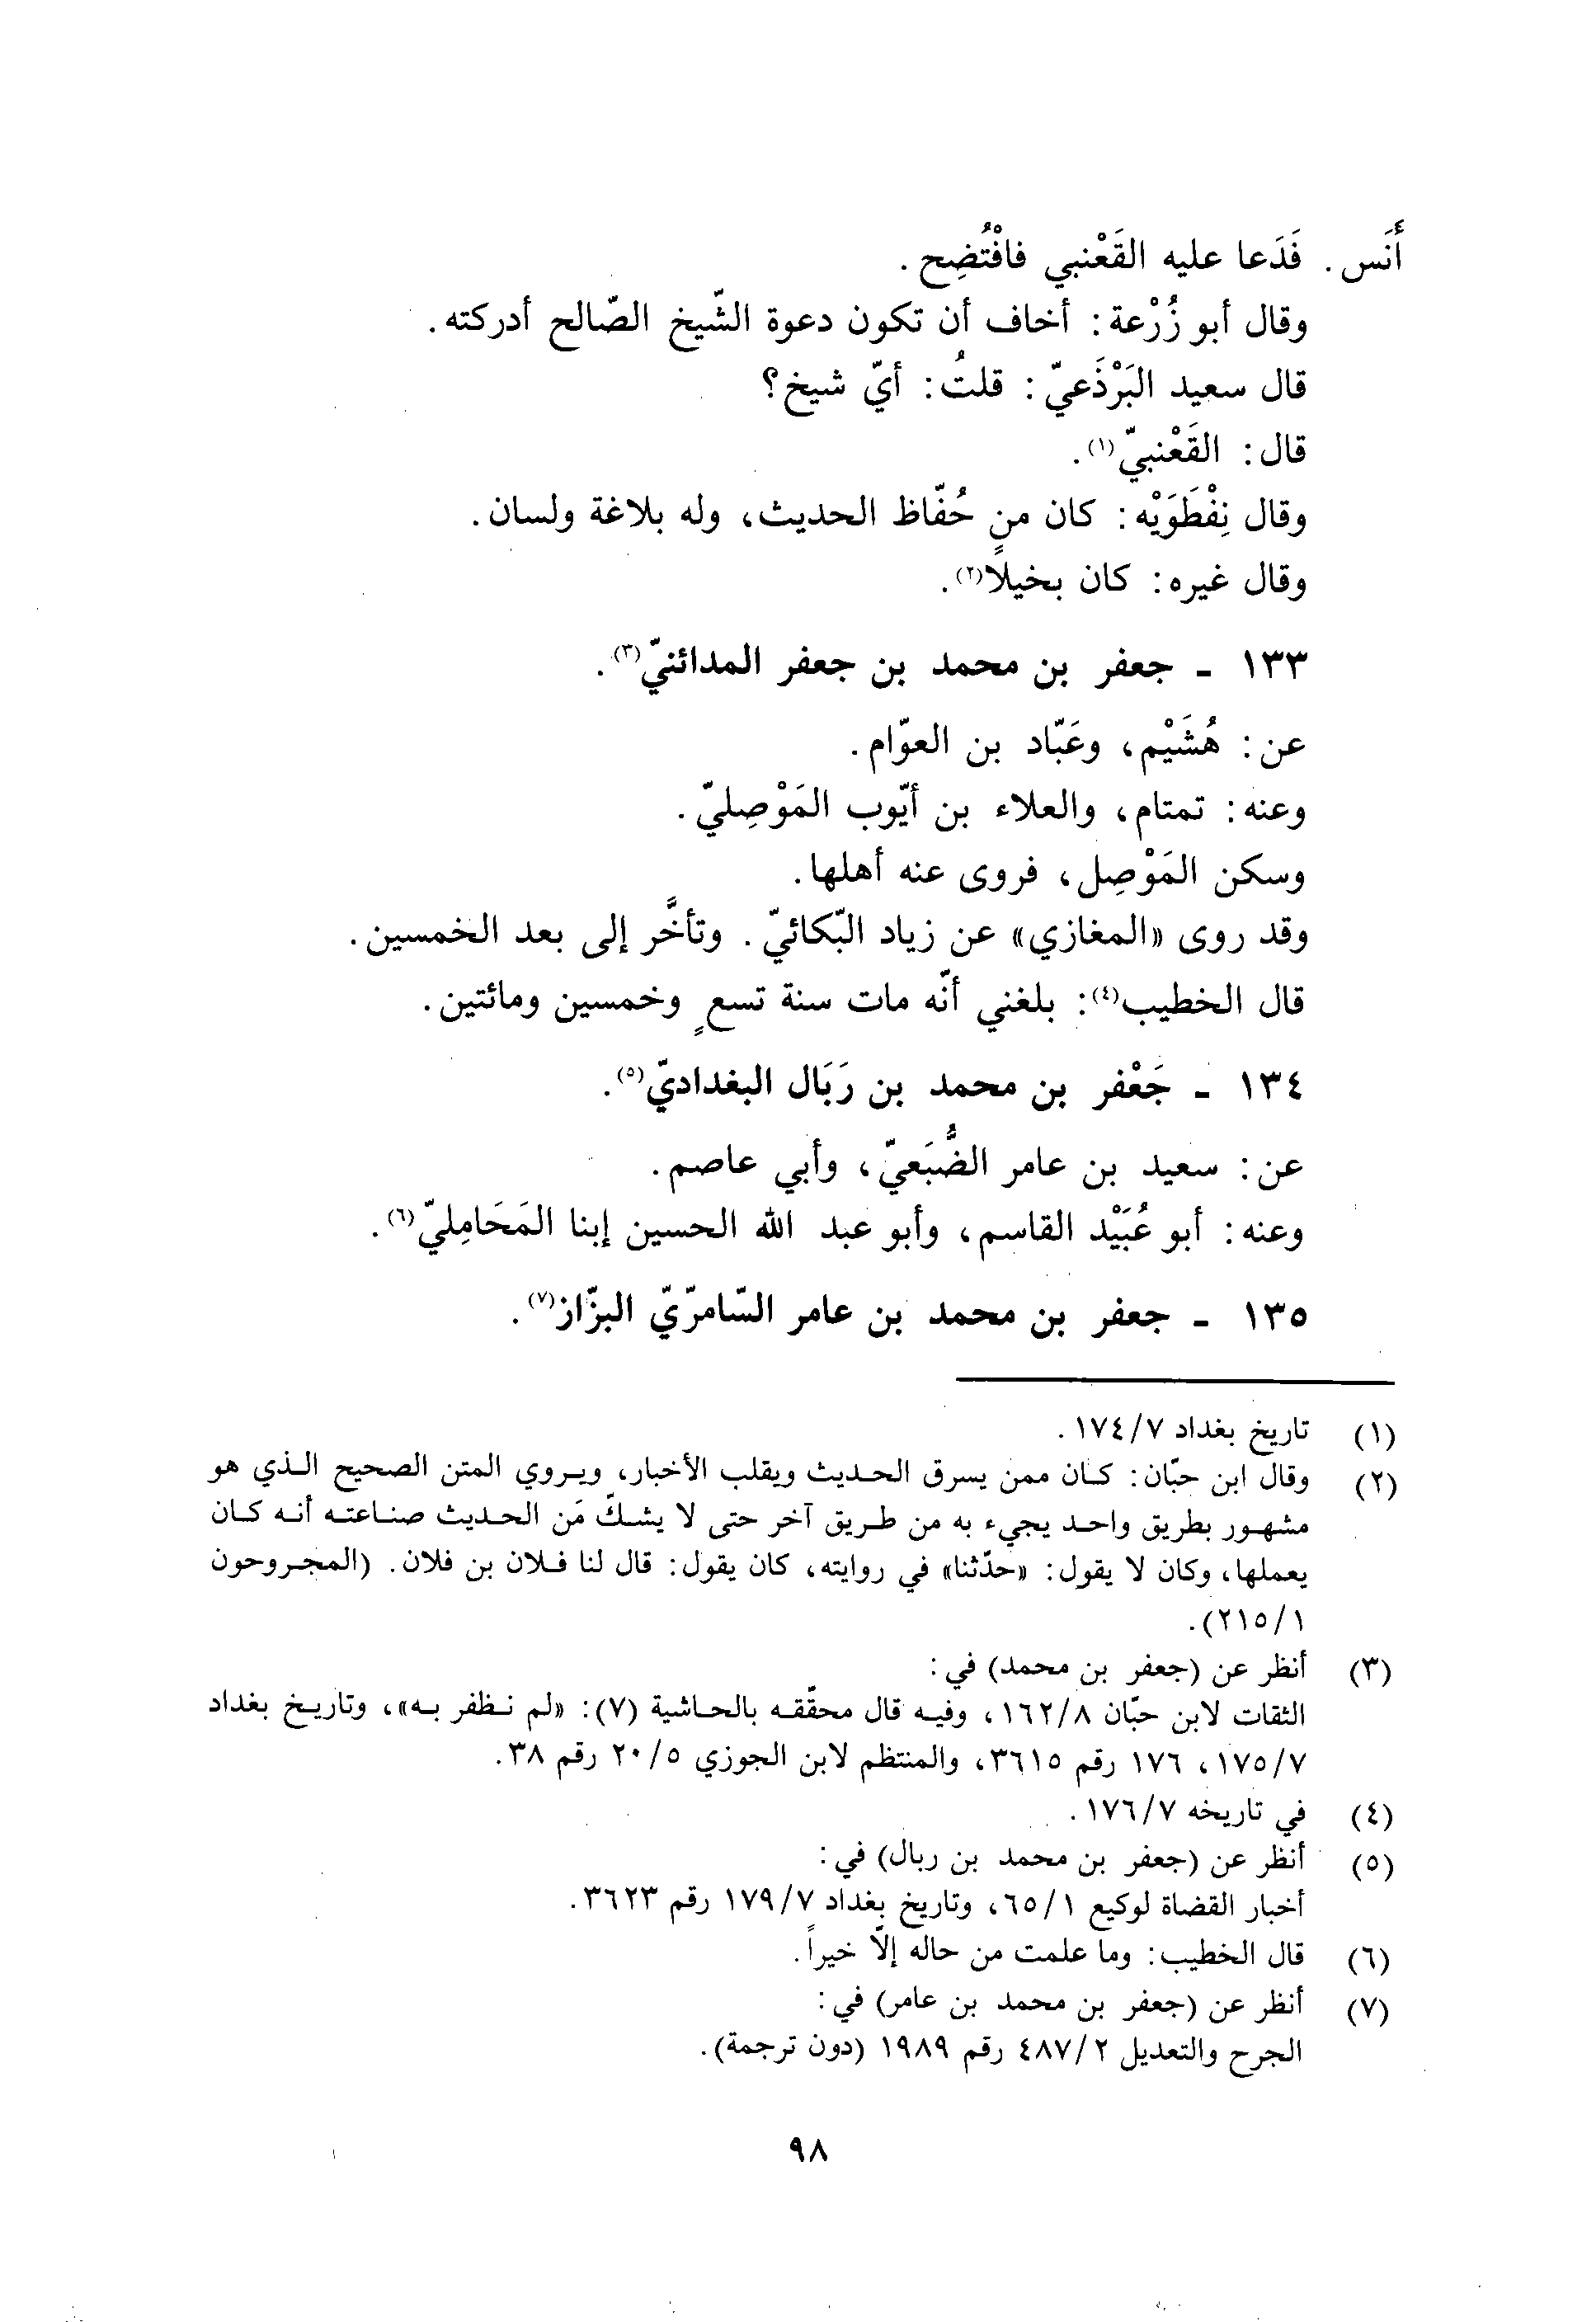 أَنَس. فَدَعا عليه القَعْنبي فافْتُضِح.
وقال أبو زُرْعة: أخاف أن تكون دعوة الشّيخ الصّالح أدركته.
قال سعيد البَرْذَعيّ: قلتُ: أيّ شيخ؟
قال: القَعْنبيّ(١).
وقال نِفْطَوَيْه: كان من حُفّاظ الحديث، وله بلاغة ولسان.
وقال غيره: كان بخيلاً(٢).
١٣٣ - جعفر بن محمد بن جعفر المدائنيّ(٣).
عن: هُشَيْم، وعَبّاد بن العوّام.
وعنه: تمتام، والعلاء بن أيّوب المَوْصِليّ.
وسكن المَوْصِل، فروى عنه أهلها.
وقد روى «المغازي» عن زياد البّكائيّ. وتأخَّر إلى بعد الخمسين.
قال الخطيب(٤): بلغني أنّه مات سنة تسعٍ وخمسين ومائتين.
١٣٤ - جَعْفر بن محمد بن رَبَال البغداديّ(٥).
عن: سعيد بن عامر الضُّبَعيّ، وأبي عاصم.
وعنه: أبو عُبَيْد القاسم، وأبو عبد الله الحسين إبنا المَحَامِليّ(٦).
١٣٥ - جعفر بن محمد بن عامر السّامرّيّ البزّاز(٧).
(١) تاريخ بغداد ١٧٤/٧.
(٢) وقال ابن حبّان: كان ممن يسرق الحديث ويقلب الأخبار، ويروي المتن الصحيح الذي هو
مشهور بطريق واحد يجيء به من طريق آخر حتى لا يشكّ مَن الحديث صناعته أنه كان
يعملها، وكان لا يقول: «حدّثنا» في روايته، كان يقول: قال لنا فلان بن فلان. (المجروحون
٢١٥/١).
(٣) أنظر عن (جعفر بن محمد) في:
الثقات لابن حبّان ١٦٢/٨، وفيه قال محقّقه بالحاشية (٧): «لم نظفر به»، وتاريخ بغداد
١٧٥/٧، ١٧٦ رقم ٣٦١٥، والمنتظم لابن الجوزي ٢٠/٥ رقم ٣٨.
(٤) في تاريخه ١٧٦/٧.
(٥) أنظر عن (جعفر بن محمد بن ربال) في:
أخبار القضاة لوكيع ٦٥/١، وتاريخ بغداد ١٧٩/٧ رقم ٣٦٢٣.
(٦) قال الخطيب: وما علمت من حاله إلّا خيراً.
(٧) أنظر عن (جعفر بن محمد بن عامر) في:
الجرح والتعديل ٤٨٧/٢ رقم ١٩٨٩ (دون ترجمة).
٩٨